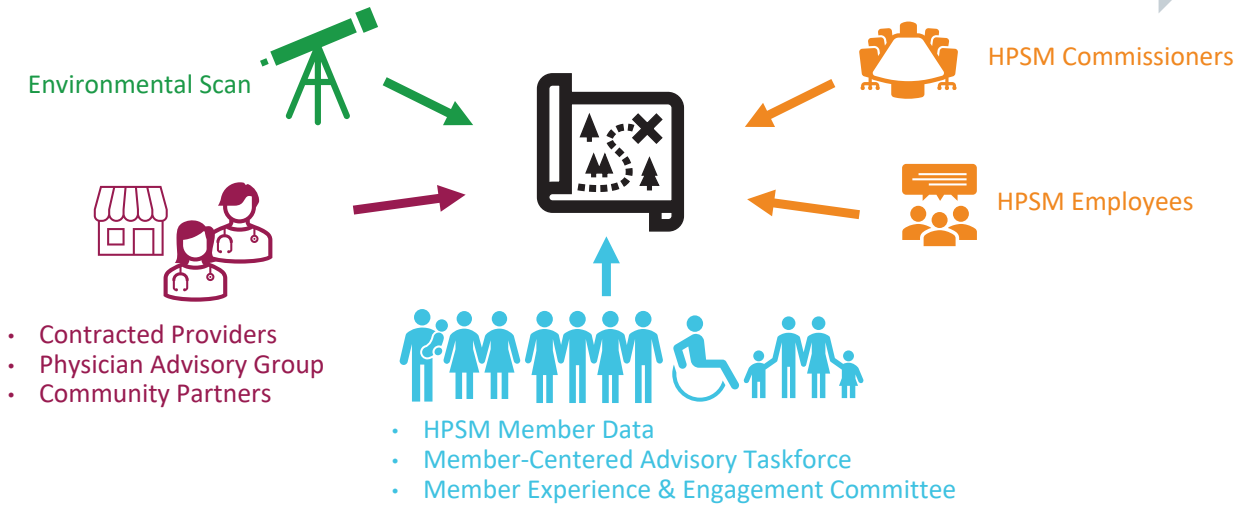 Environmental Scan
HPSM Commissioners
HPSM Employees
• Contracted Providers
• Physician Advisory Group
• Community Partners
• HPSM Member Data
• Member-Centered Advisory Taskforce
• Member Experience & Engagement Committee